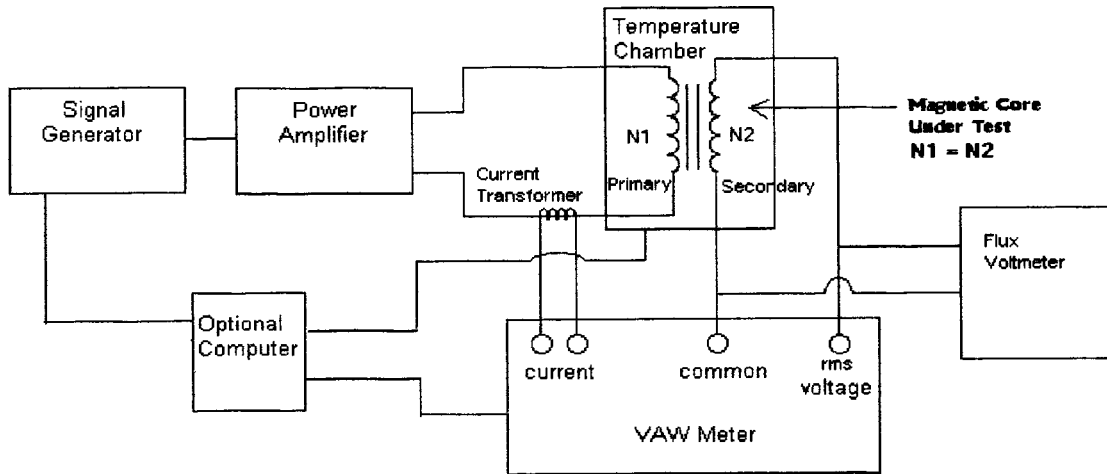 Temperature
Chamber
Signal
Generator
Power
Amplifier
N1
N2
Magnetic Core
Under Test
N1 = N2
Current
Transformer
Primary
Secondary
Flux
Voltmeter
Optional
Computer
current
common
rms
voltage
VAW Meter